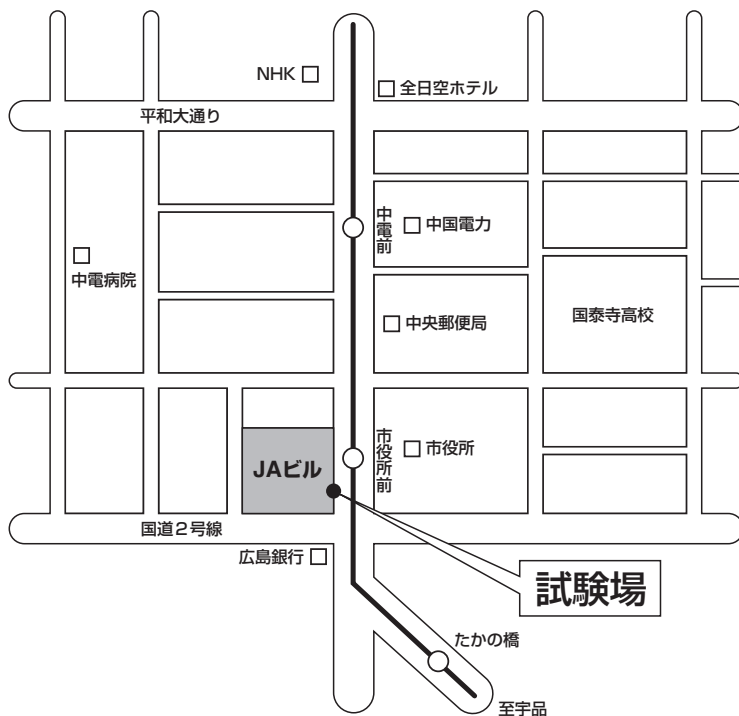 NHK
全日空ホテル
平和大通り
中電前
中国電力
中電病院
中央郵便局
国泰寺高校
市役所前
市役所
JAビル
国道2号線
広島銀行
試験場
たかの橋
至宇品